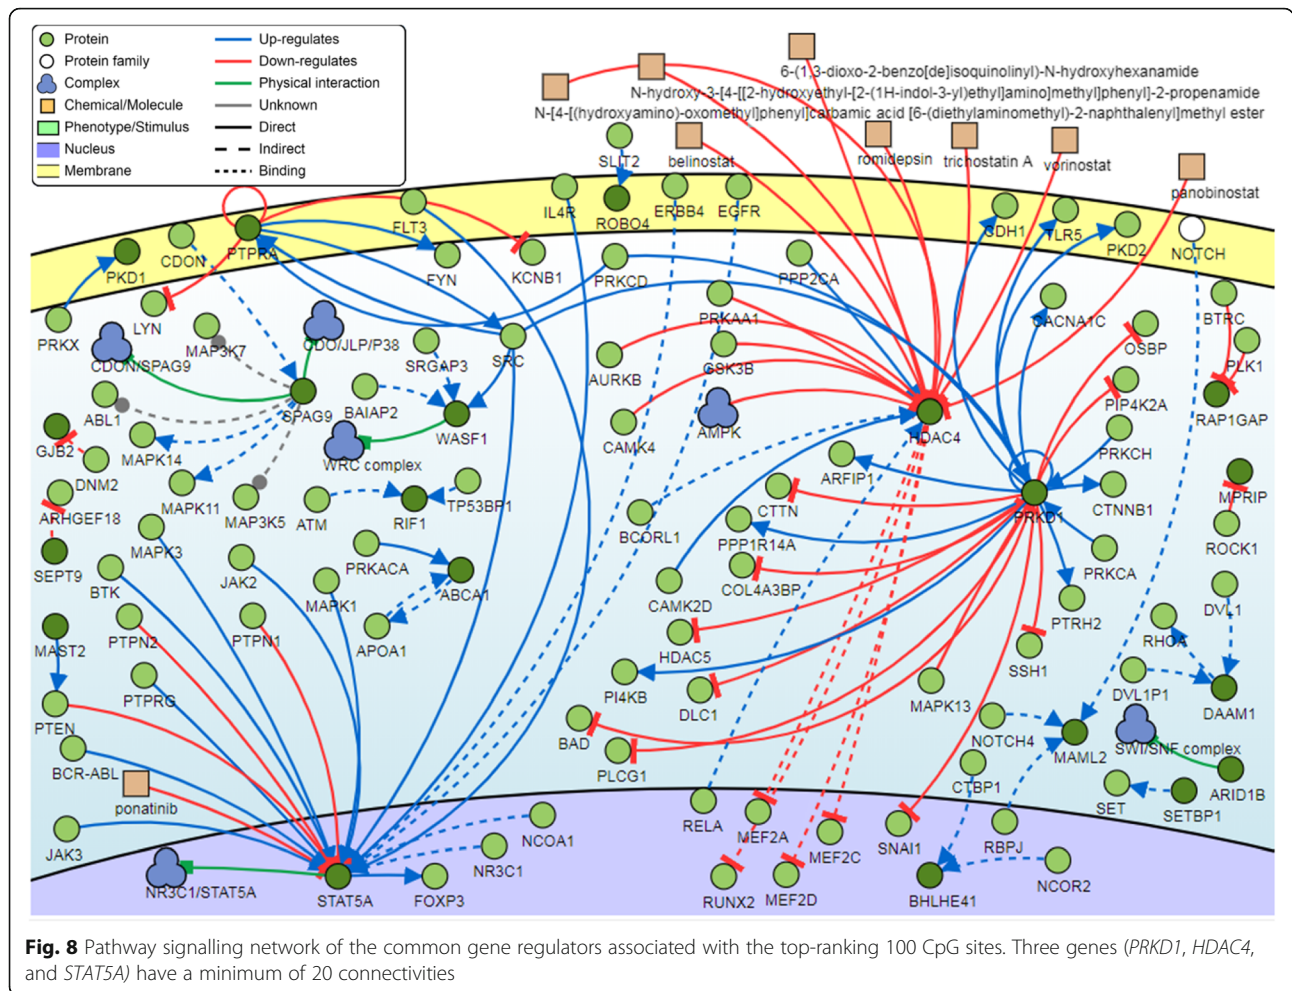 Protein
Protein family
Complex
Chemical/Molecule
Phenotype/Stimulus
Nucleus
Membrane
Up-regulates
Down-regulates
Physical interaction
Unknown
Direct
Indirect
Binding
6-(1,3-dioxo-2-benzo[de]isoquinolinyl)-N-hydroxyhexanamide
N-hydroxy-3-[4-[[2-hydroxyethyl-[2-(1H-indol-3-yl)ethyl]amino]methyl]phenyl]-2-propenamide
N-[4-[(hydroxyamino)-oxomethyl]phenyl]carbamic acid [6-(diethylaminomethyl)-2-naphthalenyl]methyl ester
SLIT2
belinostat
romidepsin
trichostatin A
vorinostat
panobinostat
IL4R
ROBO4
ERBB4
EGFR
FLT3
CDH1
TLR5
PKD2
NOTCH
PKD1
CDON
PTPRA
FYN
KCNB1
PRKCD
PPP2CA
PRKX
LYN
MAP3K7
CDON/SPAG9
CDO/JLP/P38
SRGAP3
SRC
PRKAA1
AURKB
GSK3B
CACNA1C
OSBP
BTRC
PLK1
ABL1
SPAG9
BAIAP2
WASF1
CAMK4
AMPK
HDAC4
PIP4K2A
RAP1GAP
GJB2
MAPK14
WRC complex
PRKCH
DNM2
MAPK11
MAP3K5
ATM
RIF1
TP53BP1
ARFIP1
CTTN
PRKD1
CTNNB1
MPRIP
ARHGEF18
MAPK3
BCORL1
PPP1R14A
ROCK1
SEPT9
BTK
JAK2
PRKACA
ABCA1
MAPK1
CAMK2D
COL4A3BP
PRKCA
PTRH2
DVL1
MAST2
PTPN2
PTPN1
APOA1
HDAC5
SSH1
RHOA
PTPRG
PI4KB
DLC1
MAPK13
DVL1P1
DAAM1
PTEN
BAD
NOTCH4
MAML2
SWI/SNF complex
BCR-ABL
PLCG1
CTBP1
ponatinib
SET
SETBP1
ARID1B
JAK3
NCOA1
RELA
MEF2A
MEF2C
SNAI1
RBPJ
NR3C1/STAT5A
STAT5A
FOXP3
NR3C1
RUNX2
MEF2D
BHLHE41
NCOR2
Fig. 8 Pathway signalling network of the common gene regulators associated with the top-ranking 100 CpG sites. Three genes (PRKD1, HDAC4,
and STAT5A) have a minimum of 20 connectivities